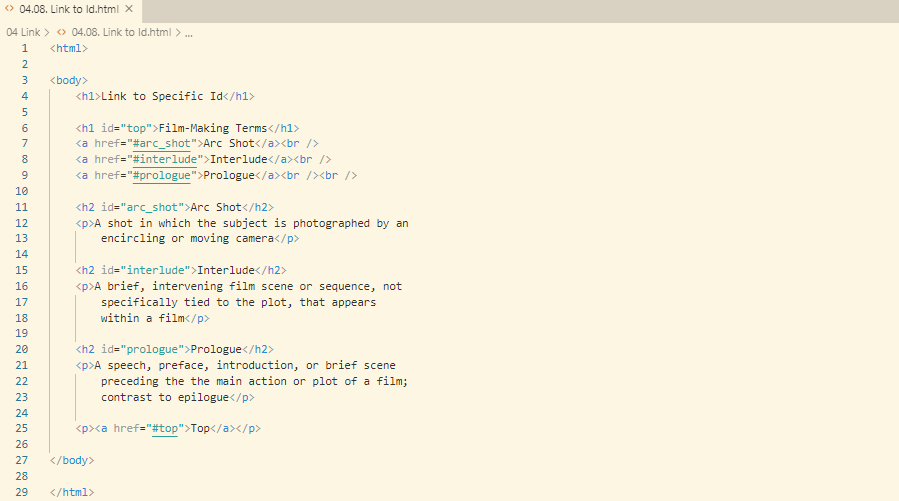 04.08. Link to Id.html
04 Link > 04.08. Link to Id.html > ...
1 <html>
2
3 <body>
4 <h1>Link to Specific Id</h1>
5
6 <h1 id="top">Film-Making Terms</h1>
7 <a href="#arc_shot">Arc Shot</a><br />
8 <a href="#interlude">Interlude</a><br />
9 <a href="#prologue">Prologue</a><br /><br />
10
11 <h2 id="arc_shot">Arc Shot</h2>
12 <p>A shot in which the subject is photographed by an
13 encircling or moving camera</p>
14
15 <h2 id="interlude">Interlude</h2>
16 <p>A brief, intervening film scene or sequence, not
17 specifically tied to the plot, that appears
18 within a film</p>
19
20 <h2 id="prologue">Prologue</h2>
21 <p>A speech, preface, introduction, or brief scene
22 preceding the the main action or plot of a film;
23 contrast to epilogue</p>
24
25 <p><a href="#top">Top</a></p>
26
27 </body>
28
29 </html>